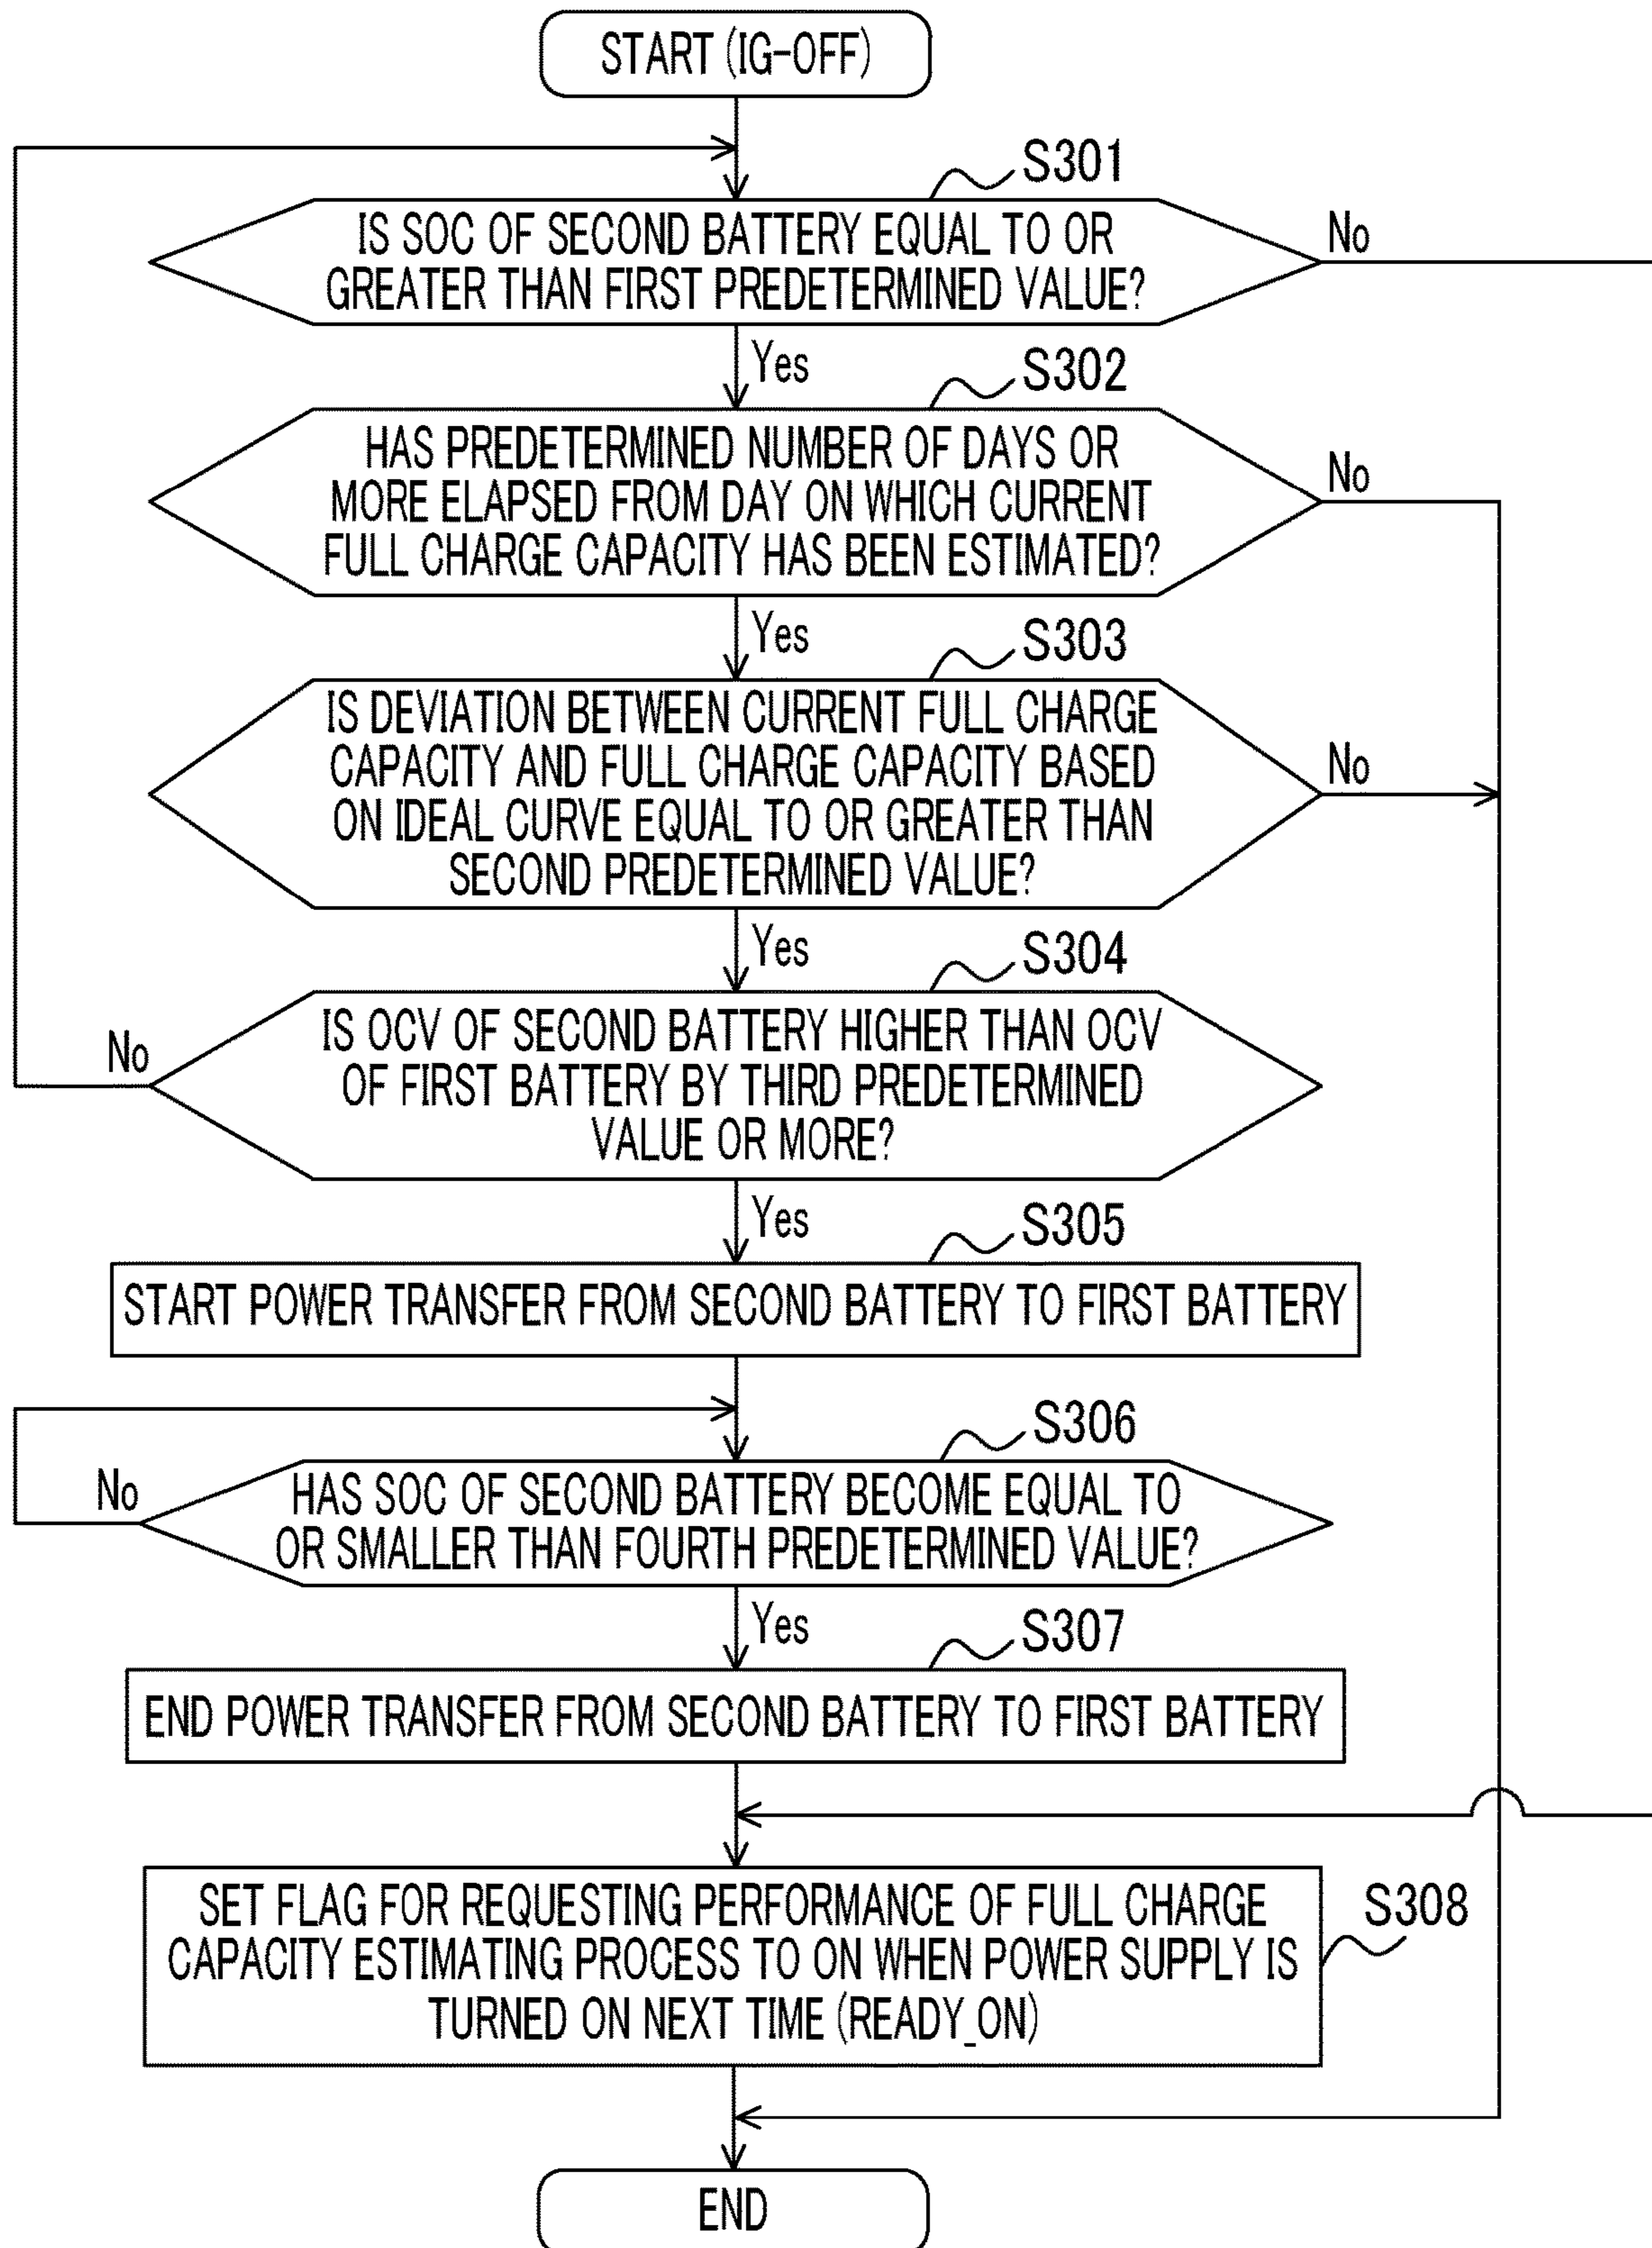 START (IG-OFF)
S301
IS SOC OF SECOND BATTERY EQUAL TO OR
GREATER THAN FIRST PREDETERMINED VALUE?
No
Yes
S302
HAS PREDETERMINED NUMBER OF DAYS OR
MORE ELAPSED FROM DAY ON WHICH CURRENT
FULL CHARGE CAPACITY HAS BEEN ESTIMATED?
No
Yes
S303
IS DEVIATION BETWEEN CURRENT FULL CHARGE
CAPACITY AND FULL CHARGE CAPACITY BASED
ON IDEAL CURVE EQUAL TO OR GREATER THAN
SECOND PREDETERMINED VALUE?
No
Yes
S304
IS OCV OF SECOND BATTERY HIGHER THAN OCV
OF FIRST BATTERY BY THIRD PREDETERMINED
VALUE OR MORE?
No
Yes
S305
START POWER TRANSFER FROM SECOND BATTERY TO FIRST BATTERY
S306
HAS SOC OF SECOND BATTERY BECOME EQUAL TO
OR SMALLER THAN FOURTH PREDETERMINED VALUE?
No
Yes
S307
END POWER TRANSFER FROM SECOND BATTERY TO FIRST BATTERY
SET FLAG FOR REQUESTING PERFORMANCE OF FULL CHARGE
CAPACITY ESTIMATING PROCESS TO ON WHEN POWER SUPPLY IS
TURNED ON NEXT TIME (READY_ON)
S308
END